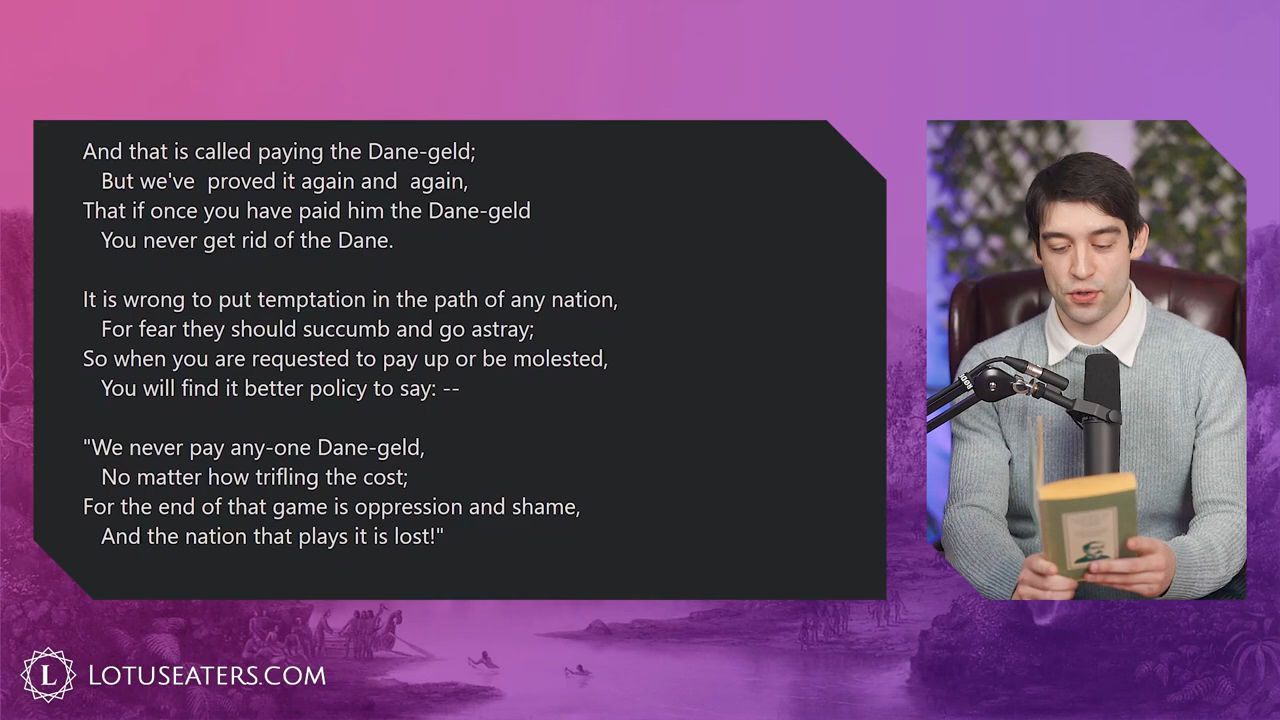 And that is called paying the Dane-geld;
But we've  proved it again and  again,
That if once you have paid him the Dane-geld
You never get rid of the Dane.
It is wrong to put temptation in the path of any nation,
For fear they should succumb and go astray;
So when you are requested to pay up or be molested,
You will find it better policy to say: --
"We never pay any-one Dane-geld,
No matter how trifling the cost;
For the end of that game is oppression and shame,
And the nation that plays it is lost!"
RODE
L LOTUSEATERS.COM